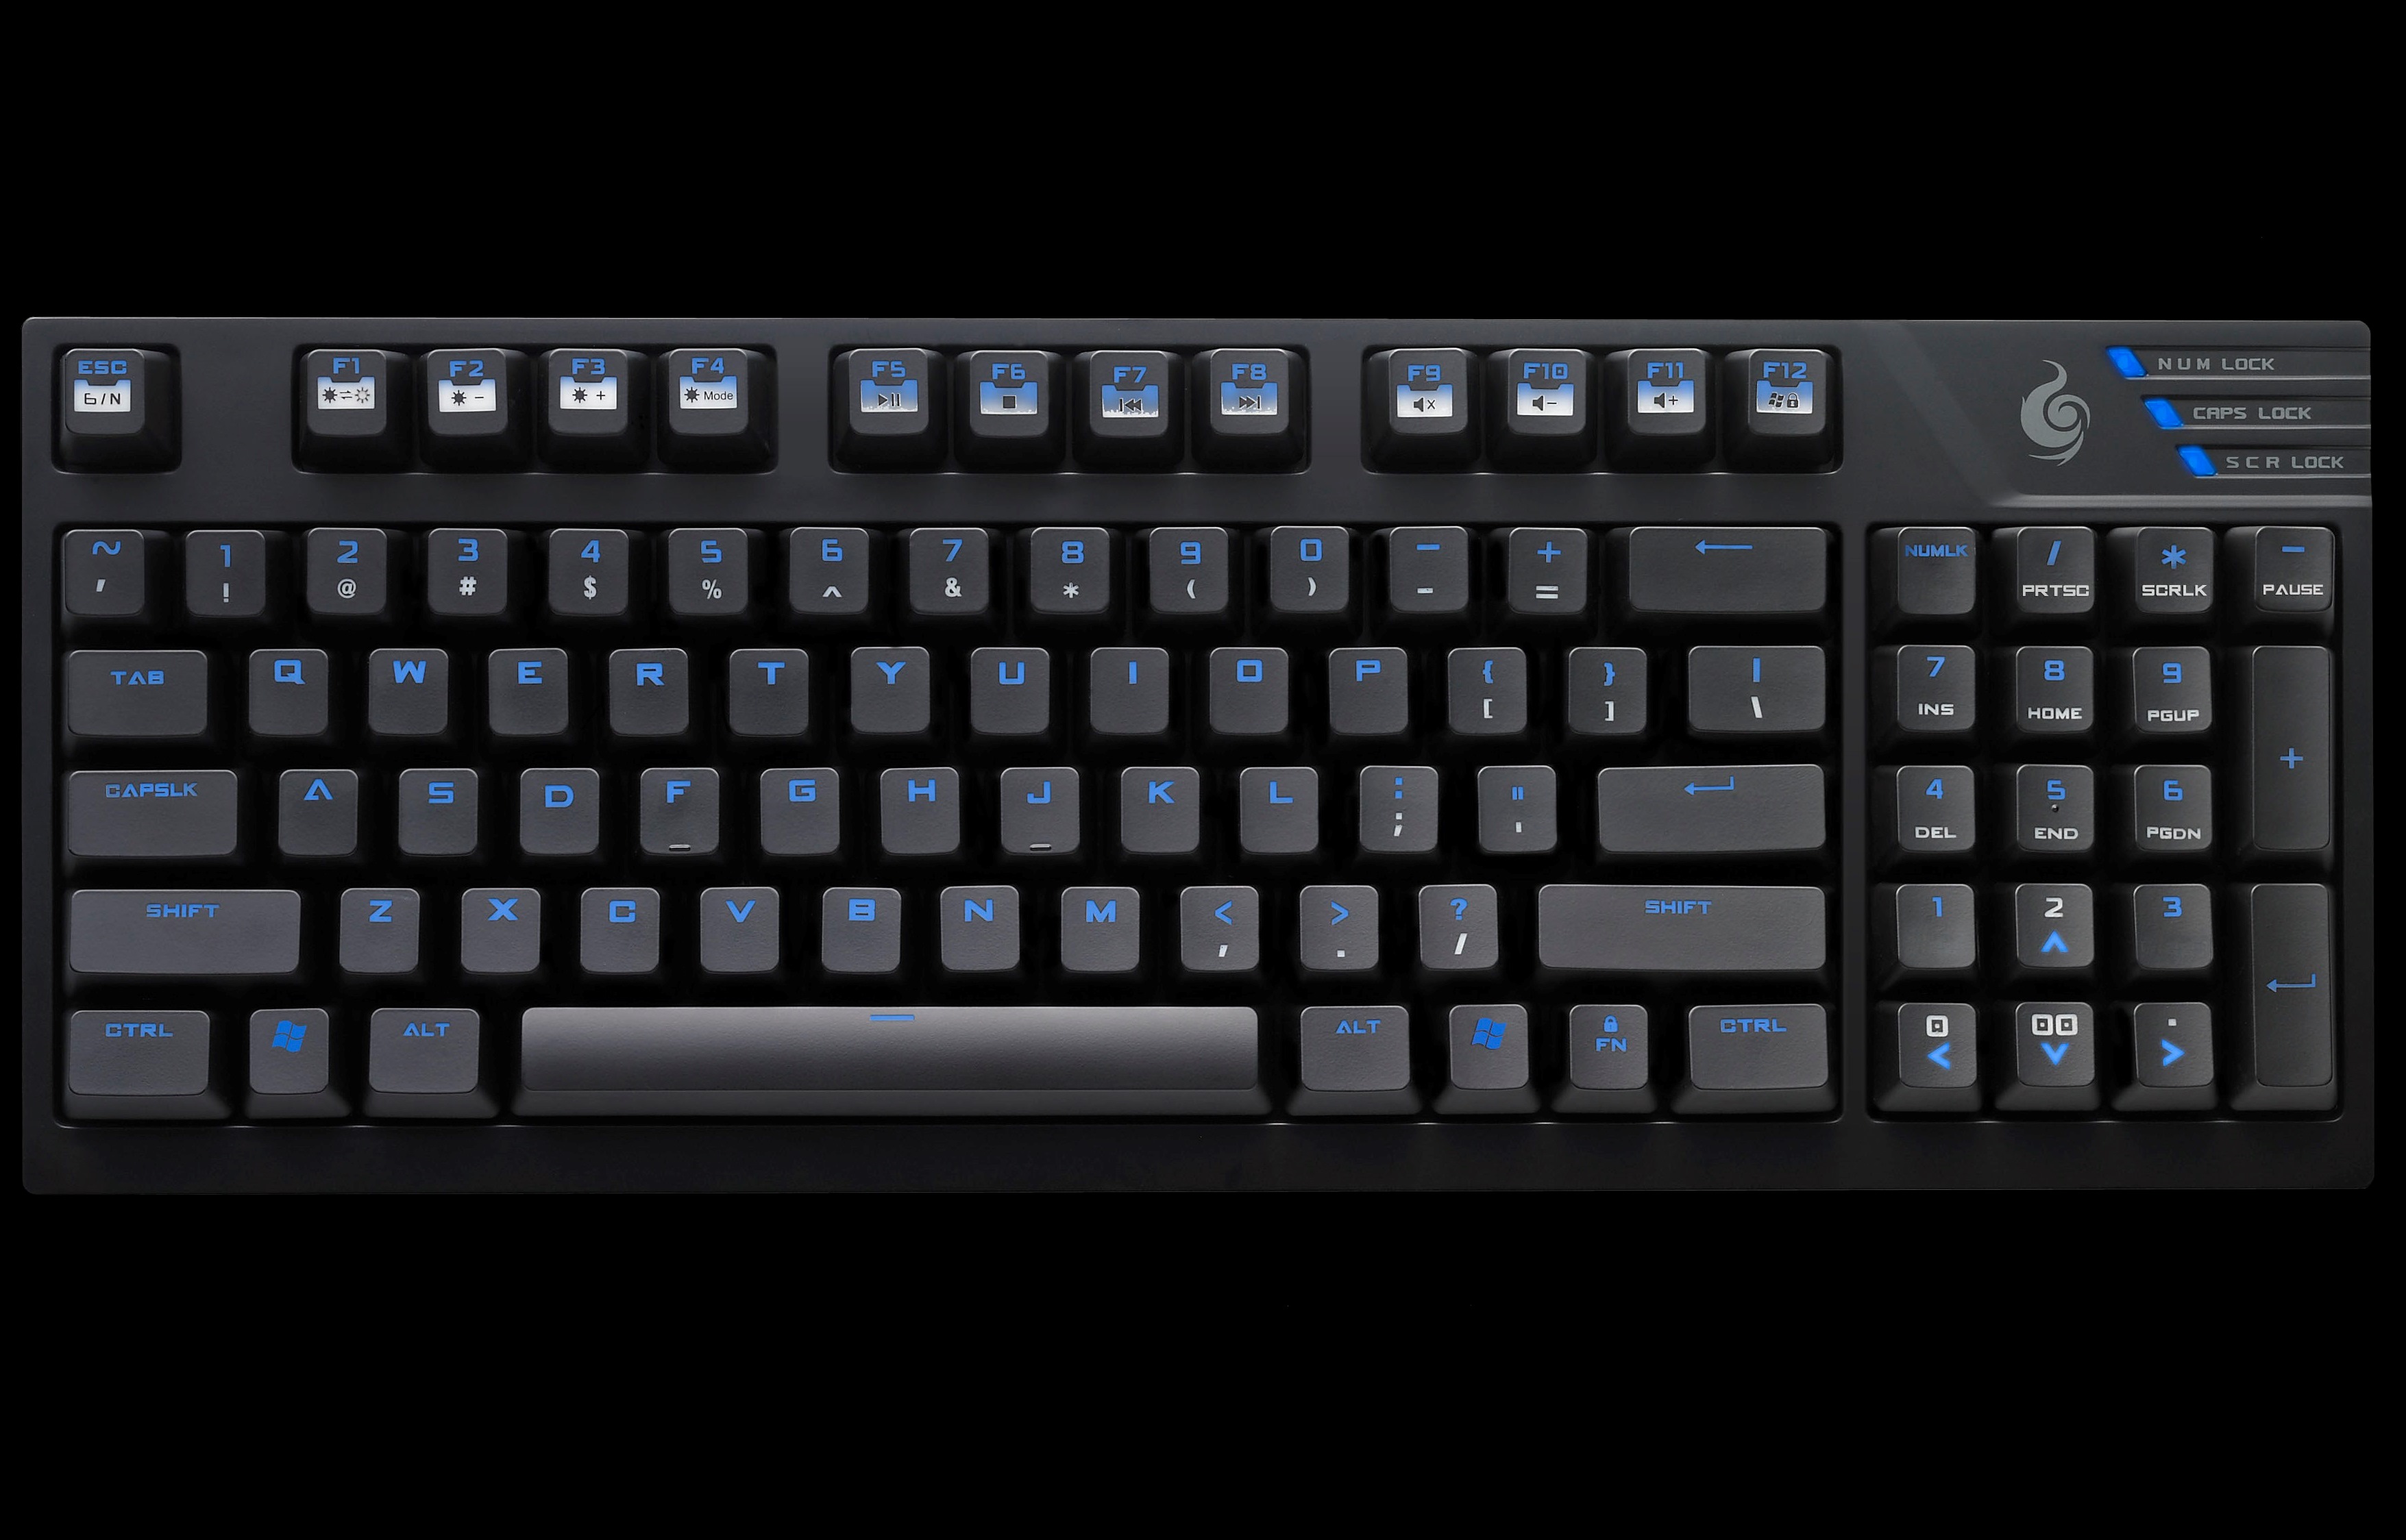 ESC F1 F2 F3 F4 F5 F6 F7 F8 F9 F10 F11 F12 NUM LOCK
6/N - + Mode x - + CAPS LOCK
SCR LOCK
~ 1 2 3 4 5 6 7 8 9 0 - + ← NUMLK / * -
' ! @ # $ % ^ & * ( ) - = PRTSC SCRLK PAUSE
TAB Q W E R T Y U I O P { } | 7 8 9
[ ] \ INS HOME PGUP
+
CAPSLK A S D F G H J K L : " ↵ 4 5 6
; ' DEL END PGDN
SHIFT Z X C V B N M < > ? SHIFT 1 2 3
, . / ^
↵
CTRL ALT ALT FN CTRL 0 00 .
< v >